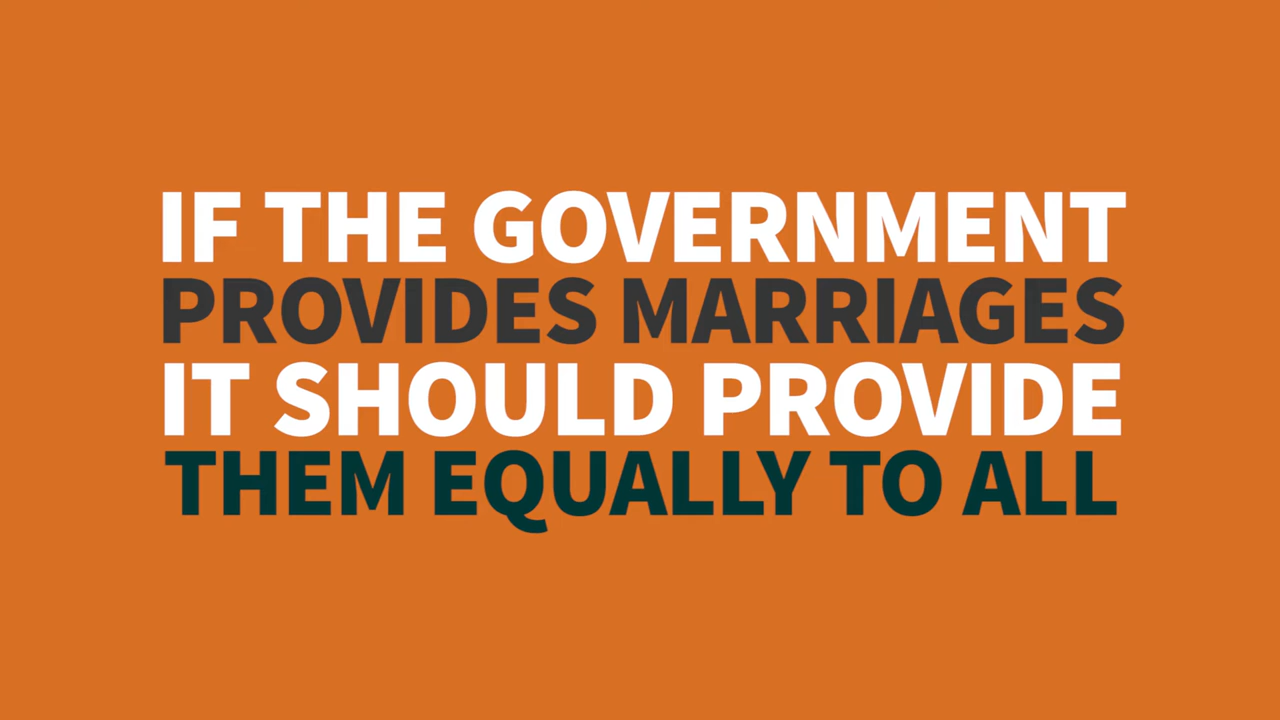 IF THE GOVERNMENT
PROVIDES MARRIAGES
IT SHOULD PROVIDE
THEM EQUALLY TO ALL